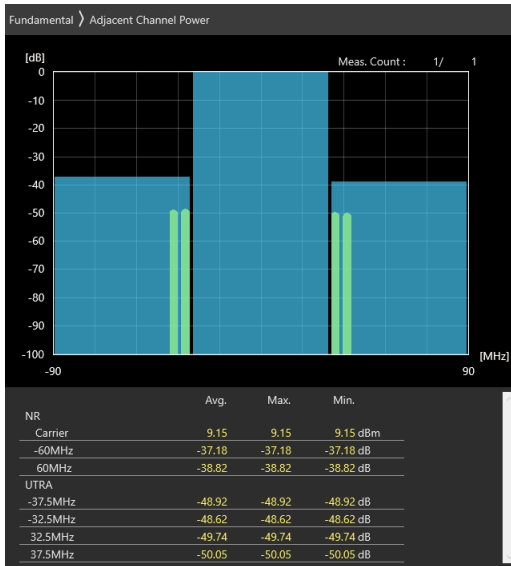 Fundamental 〉 Adjacent Channel Power
[dB]
Meas. Count : 1/ 1
0
-10
-20
-30
-40
-50
-60
-70
-80
-90
-100
[MHz]
-90 90
Avg. Max. Min.
NR
Carrier 9.15 9.15 9.15 dBm
-60MHz -37.18 -37.18 -37.18 dB
60MHz -38.82 -38.82 -38.82 dB
UTRA
-37.5MHz -48.92 -48.92 -48.92 dB
-32.5MHz -48.62 -48.62 -48.62 dB
32.5MHz -49.74 -49.74 -49.74 dB
37.5MHz -50.05 -50.05 -50.05 dB